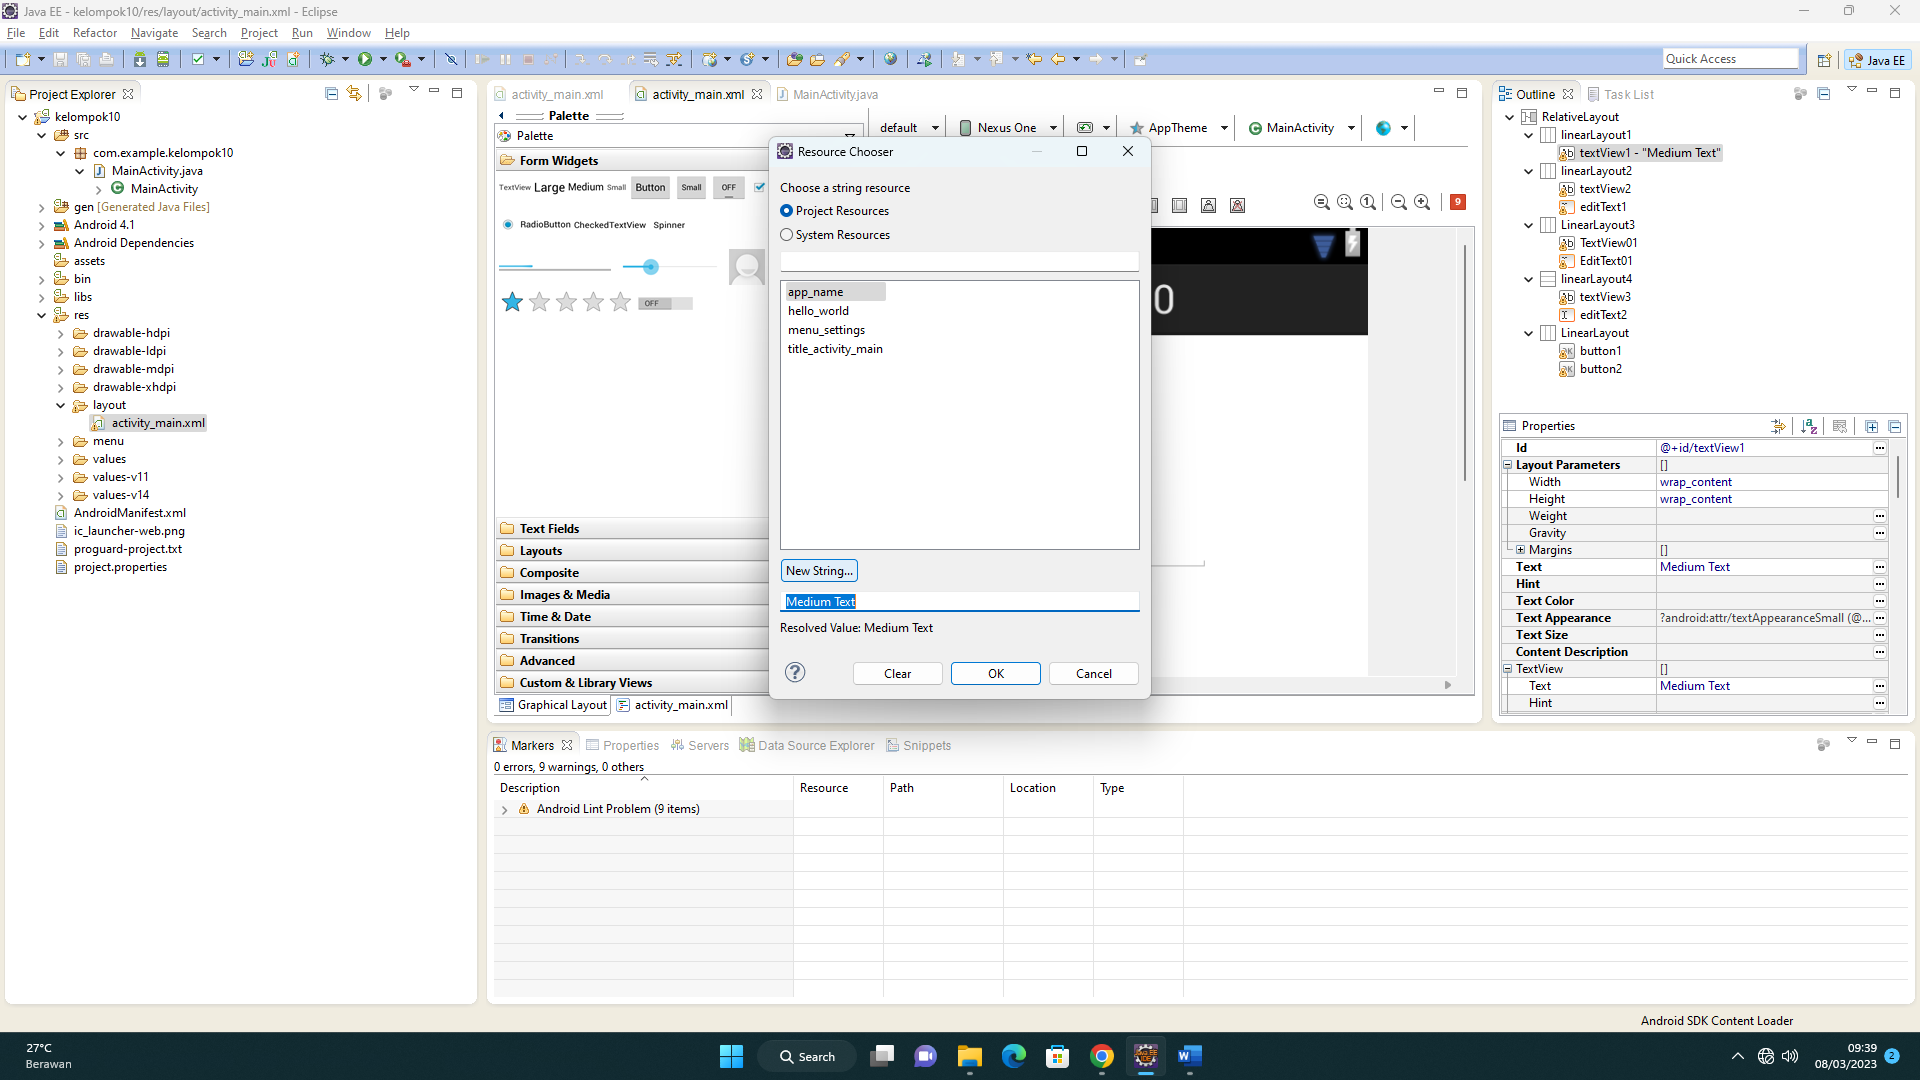 Java EE - kelompok10/res/layout/activity_main.xml - Eclipse
File Edit Refactor Navigate Search Project Run Window Help
Quick Access
Java EE
Project Explorer
kelompok10
src
com.example.kelompok10
MainActivity.java
MainActivity
gen [Generated Java Files]
Android 4.1
Android Dependencies
assets
bin
libs
res
drawable-hdpi
drawable-ldpi
drawable-mdpi
drawable-xhdpi
layout
activity_main.xml
menu
values
values-v11
values-v14
AndroidManifest.xml
ic_launcher-web.png
proguard-project.txt
project.properties
activity_main.xml
activity_main.xml
MainActivity.java
Palette
Palette
Form Widgets
TextView Large Medium Small Button Small OFF
RadioButton CheckedTextView Spinner
OFF
Text Fields
Layouts
Composite
Images & Media
Time & Date
Transitions
Advanced
Custom & Library Views
Graphical Layout
activity_main.xml
default
Nexus One
AppTheme
MainActivity
9
0
Resource Chooser
Choose a string resource
Project Resources
System Resources
app_name
hello_world
menu_settings
title_activity_main
New String...
Medium Text
Resolved Value: Medium Text
Clear
OK
Cancel
Outline
Task List
RelativeLayout
linearLayout1
textView1 - "Medium Text"
linearLayout2
textView2
editText1
LinearLayout3
TextView01
EditText01
linearLayout4
textView3
editText2
LinearLayout
button1
button2
Properties
Id @+id/textView1
Layout Parameters []
Width wrap_content
Height wrap_content
Weight
Gravity
Margins []
Text Medium Text
Hint
Text Color
Text Appearance ?android:attr/textAppearanceSmall (@...
Text Size
Content Description
TextView []
Text Medium Text
Hint
Markers
Properties
Servers
Data Source Explorer
Snippets
0 errors, 9 warnings, 0 others
Description Resource Path Location Type
Android Lint Problem (9 items)
Android SDK Content Loader
27°C
Berawan
Search
09:39
08/03/2023
2